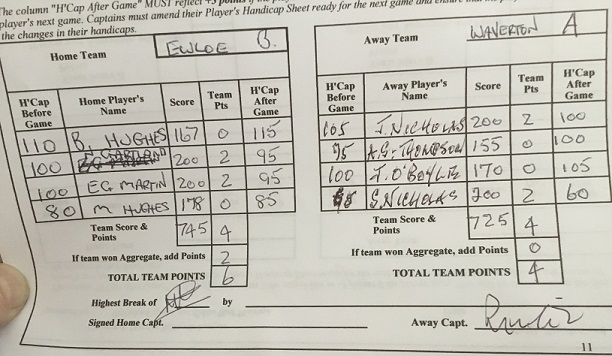 The column "H'Cap After Game" MUST reflect +5 points
player's next game. Captains must amend their Player's Handicap Sheet ready for the next game and ensure that
the changes in their handicaps.
Home Team EWLOE B.
H'Cap Before Game Home Player's Name Score Team Pts H'Cap After Game
110 B. HUGHES 167 0 115
100 200 2 95
100 E.G. MARTIN 200 2 95
80 M HUGHES 178 0 85
Team Score & Points 745 4
If team won Aggregate, add Points 2
TOTAL TEAM POINTS 6
Highest Break of by
Signed Home Capt.
Away Team WAVERTON A
H'Cap Before Game Away Player's Name Score Team Pts H'Cap After Game
105 J. NICHOLAS 200 2 100
95 A.G. THOMPSON 155 0 100
100 J. O'BOYLE 170 0 105
S. NICHOLAS 200 2 60
Team Score & Points 725 4
If team won Aggregate, add Points 0
TOTAL TEAM POINTS 4
Away Capt.
11